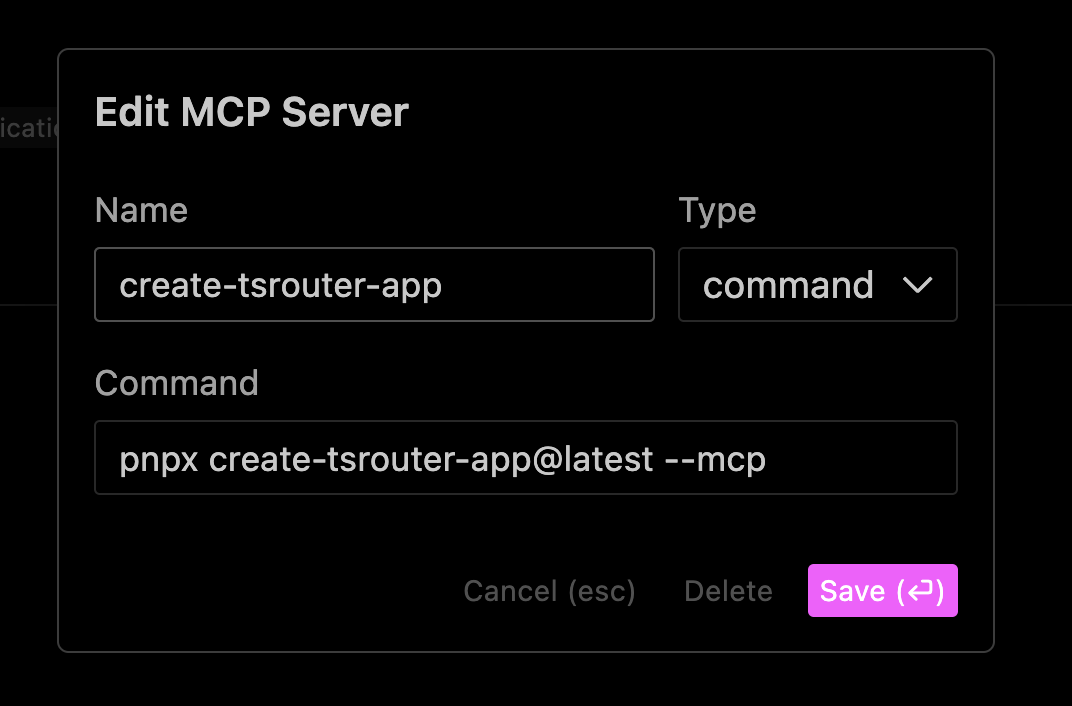 Edit MCP Server
Name
Type
create-tsrouter-app
command
Command
pnpx create-tsrouter-app@latest --mcp
Cancel (esc)
Delete
Save (↵)